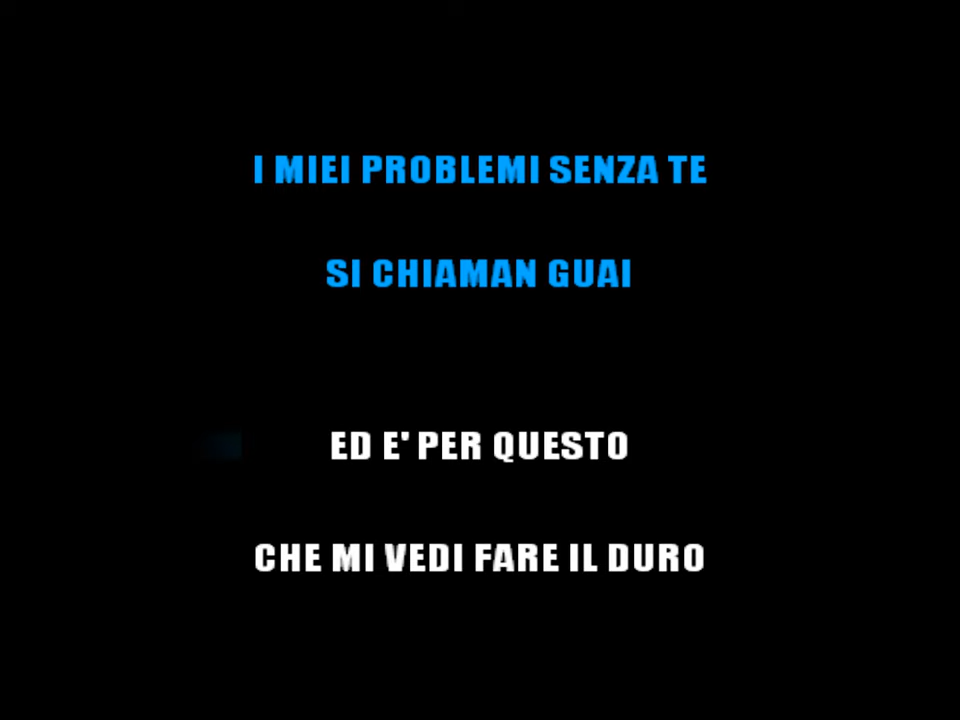 I MIEI PROBLEMI SENZA TE
SI CHIAMAN GUAI
ED E' PER QUESTO
CHE MI VEDI FARE IL DURO